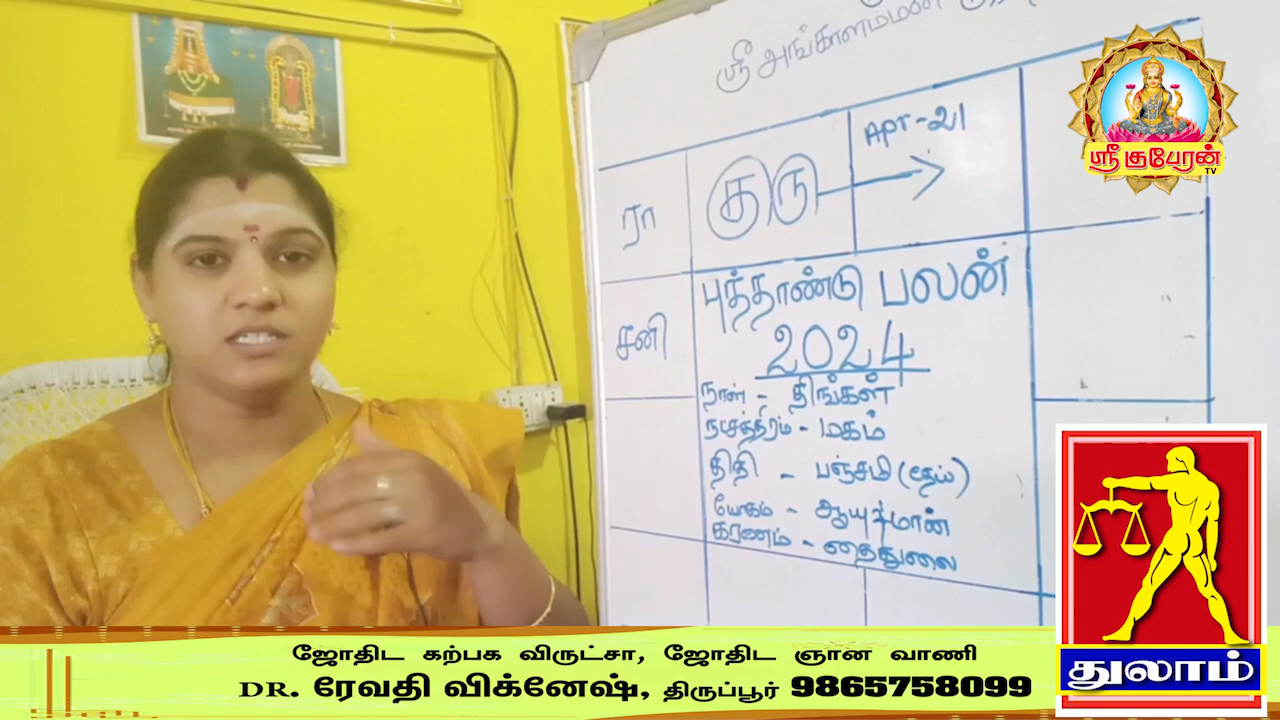 ஸ்ரீ அங்காளம்மன்
ஸ்ரீ குபேரன்
TV
Apr-21
ரா
குரு
சனி
புத்தாண்டு பலன்
2024
நாள் - திங்கள்
நட்சத்திரம் - மகம்
திதி - பஞ்சமி (தேய்)
யோகம் - ஆயுஷ்மான்
கரணம் - தைதுலை
துலாம்
ஜோதிட கற்பக விருட்சா, ஜோதிட ஞான வாணி
DR. ரேவதி விக்னேஷ், திருப்பூர் 9865758099